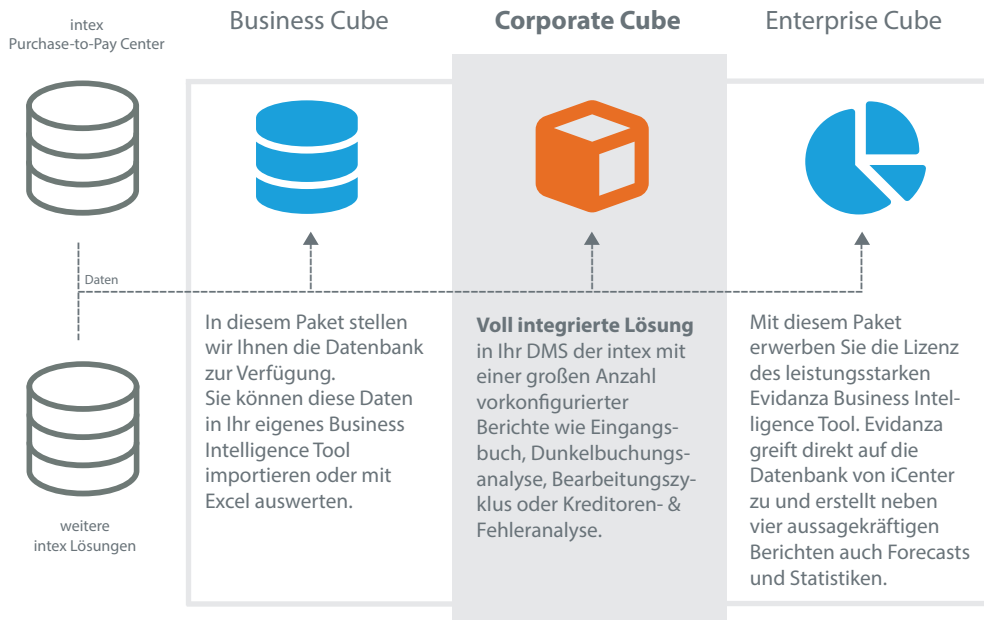 intex
Purchase-to-Pay Center
Business Cube
Corporate Cube
Enterprise Cube
Daten
In diesem Paket stellen
wir Ihnen die Datenbank
zur Verfügung.
Sie können diese Daten
in Ihr eigenes Business
Intelligence Tool
importieren oder mit
Excel auswerten.
Voll integrierte Lösung
in Ihr DMS der intex mit
einer großen Anzahl
vorkonfigurierter
Berichte wie Eingangs-
buch, Dunkelbuchungs-
analyse, Bearbeitungszy-
klus oder Kreditoren- &
Fehleranalyse.
Mit diesem Paket
erwerben Sie die Lizenz
des leistungsstarken
Evidanza Business Intel-
ligence Tool. Evidanza
greift direkt auf die
Datenbank von iCenter
zu und erstellt neben
vier aussagekräftigen
Berichten auch Forecasts
und Statistiken.
weitere
intex Lösungen